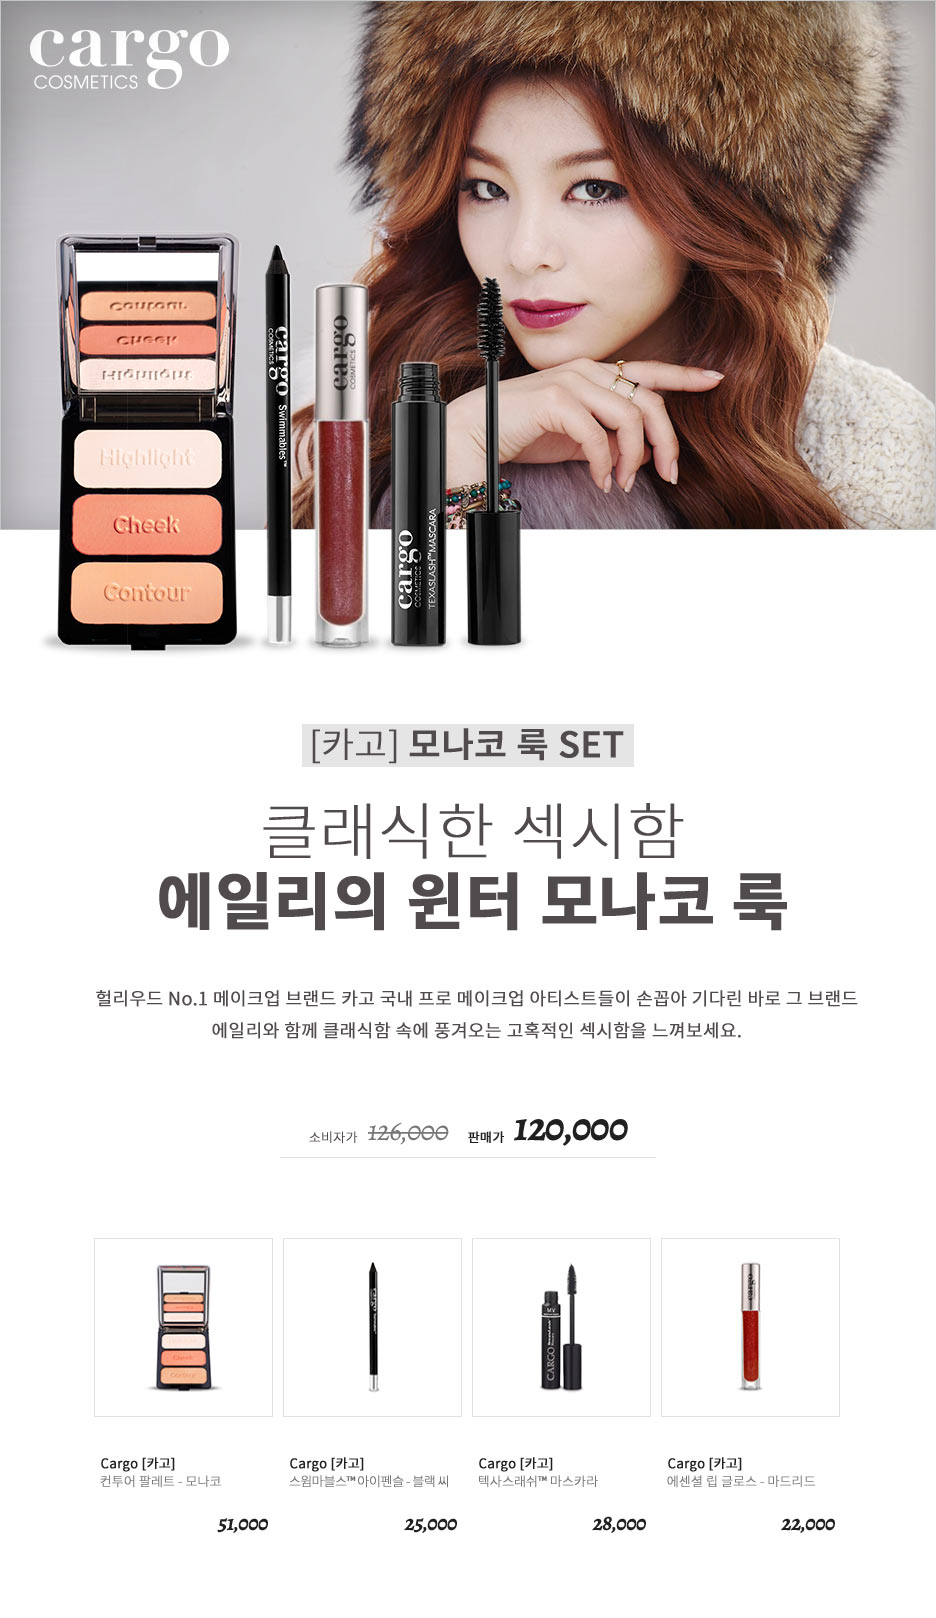 cargo
COSMETICS
Contour
Cheek
Highlight
Highlight
Cheek
Contour
cargo
COSMETICS
Swimmables™
cargo
COSMETICS
cargo
COSMETICS
TEXASLASH™ MASCARA
[카고] 모나코 룩 SET
클래식한 섹시함
에일리의 윈터 모나코 룩
헐리우드 No.1 메이크업 브랜드 카고 국내 프로 메이크업 아티스트들이 손꼽아 기다린 바로 그 브랜드
에일리와 함께 클래식함 속에 풍겨오는 고혹적인 섹시함을 느껴보세요.
소비자가 126,000 판매가 120,000
Cheek
Contour
cargo
CARGO
cargo
Cargo [카고]
컨투어 팔레트 - 모나코
51,000
Cargo [카고]
스윔마블스™ 아이펜슬 - 블랙 씨
25,000
Cargo [카고]
텍사스래쉬™ 마스카라
28,000
Cargo [카고]
에센셜 립 글로스 - 마드리드
22,000